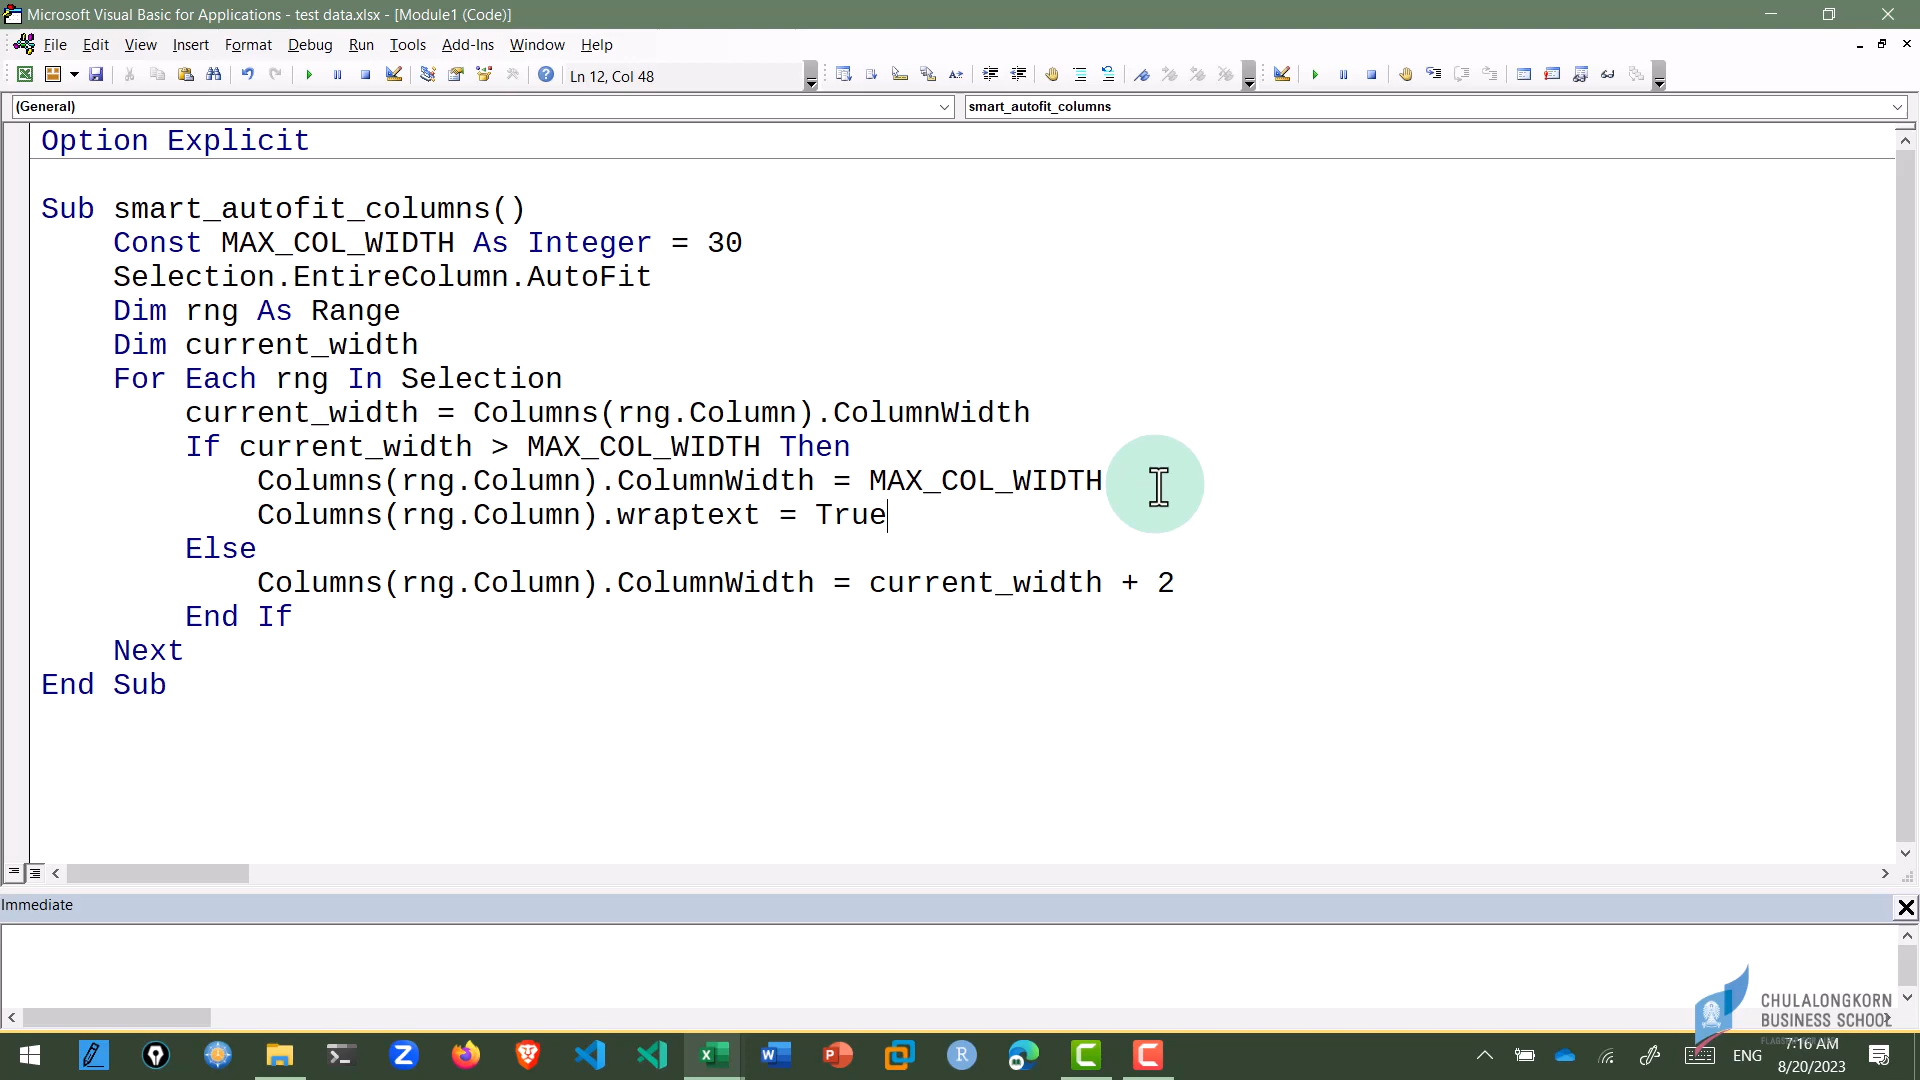 Microsoft Visual Basic for Applications - test data.xlsx - [Module1 (Code)]
File Edit View Insert Format Debug Run Tools Add-Ins Window Help
Ln 12, Col 48
(General) smart_autofit_columns
Option Explicit
Sub smart_autofit_columns()
Const MAX_COL_WIDTH As Integer = 30
Selection.EntireColumn.AutoFit
Dim rng As Range
Dim current_width
For Each rng In Selection
current_width = Columns(rng.Column).ColumnWidth
If current_width > MAX_COL_WIDTH Then
Columns(rng.Column).ColumnWidth = MAX_COL_WIDTH
Columns(rng.Column).wraptext = True
Else
Columns(rng.Column).ColumnWidth = current_width + 2
End If
Next
End Sub
Immediate
CHULALONGKORN
BUSINESS SCHOOL
ENG
7:16 AM
8/20/2023